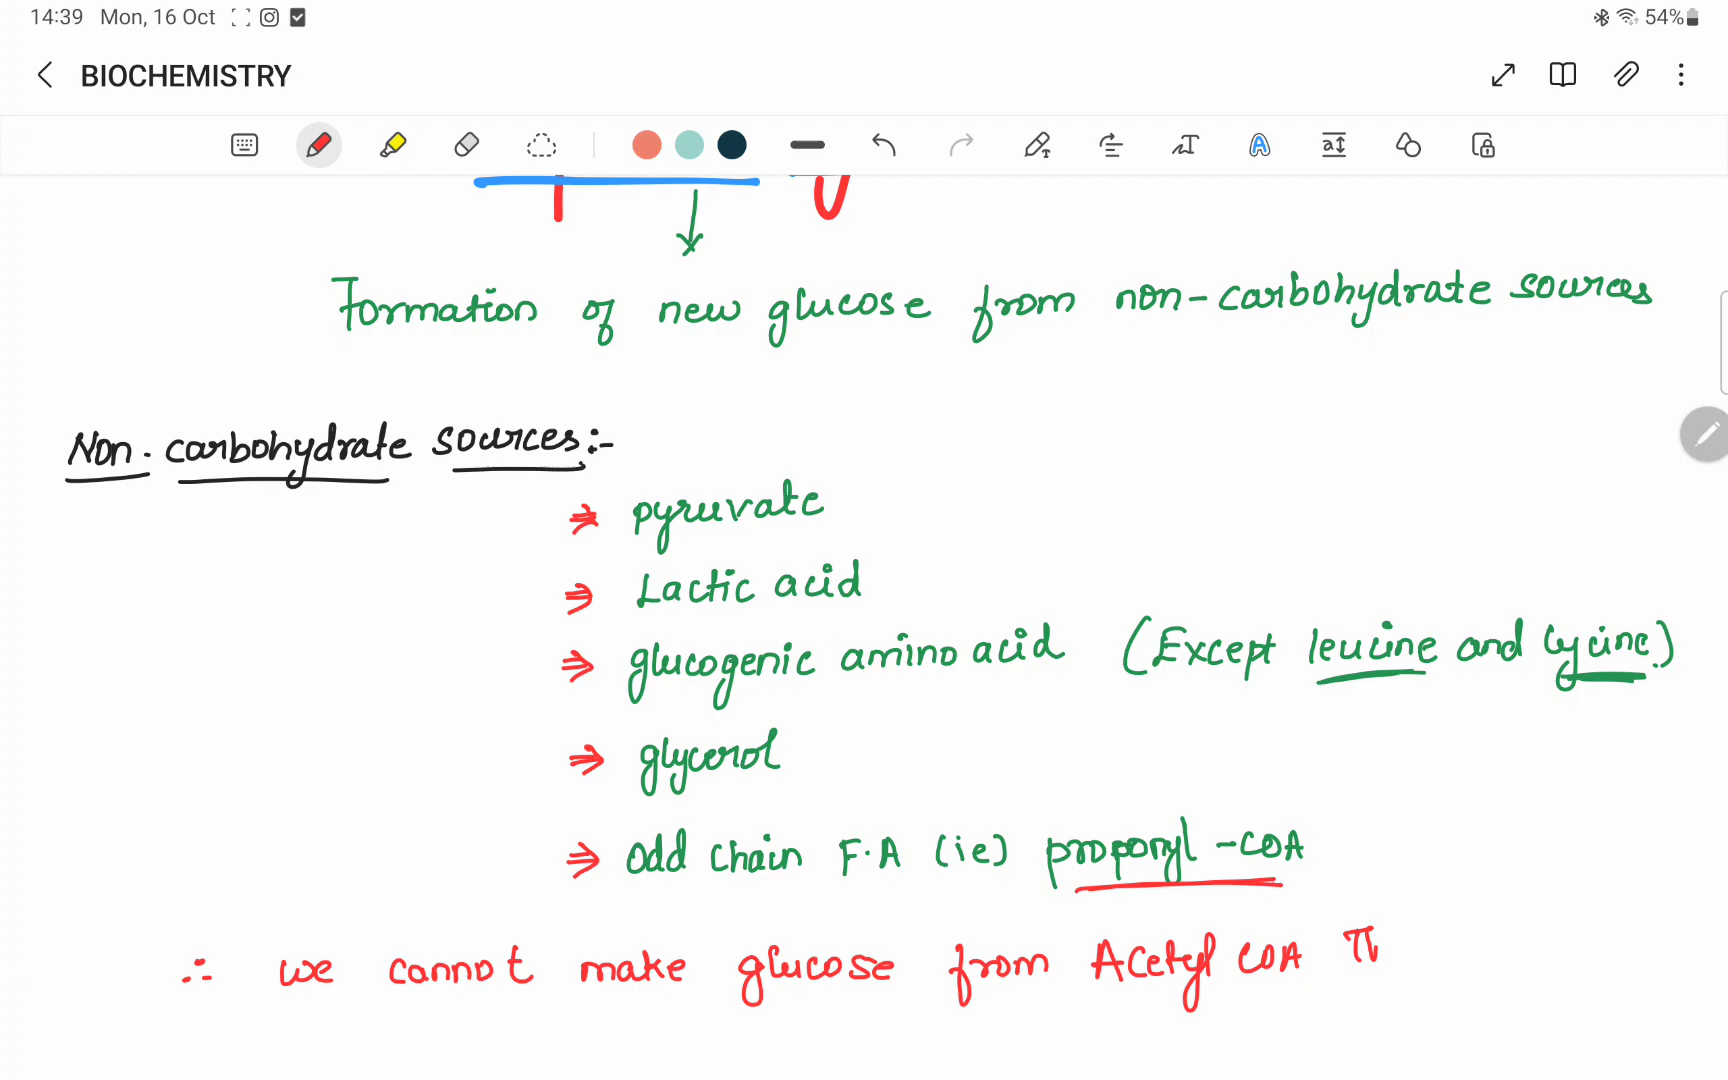 14:39 Mon, 16 Oct 54%
BIOCHEMISTRY
Formation of new glucose from non-carbohydrate sources
Non-carbohydrate sources:-
⇒ pyruvate
⇒ Lactic acid
⇒ glucogenic amino acid (Except leucine and lycine.)
⇒ glycerol
⇒ odd chain F.A (ie) proponyl-COA
∴ we cannot make glucose from Acetyl COA